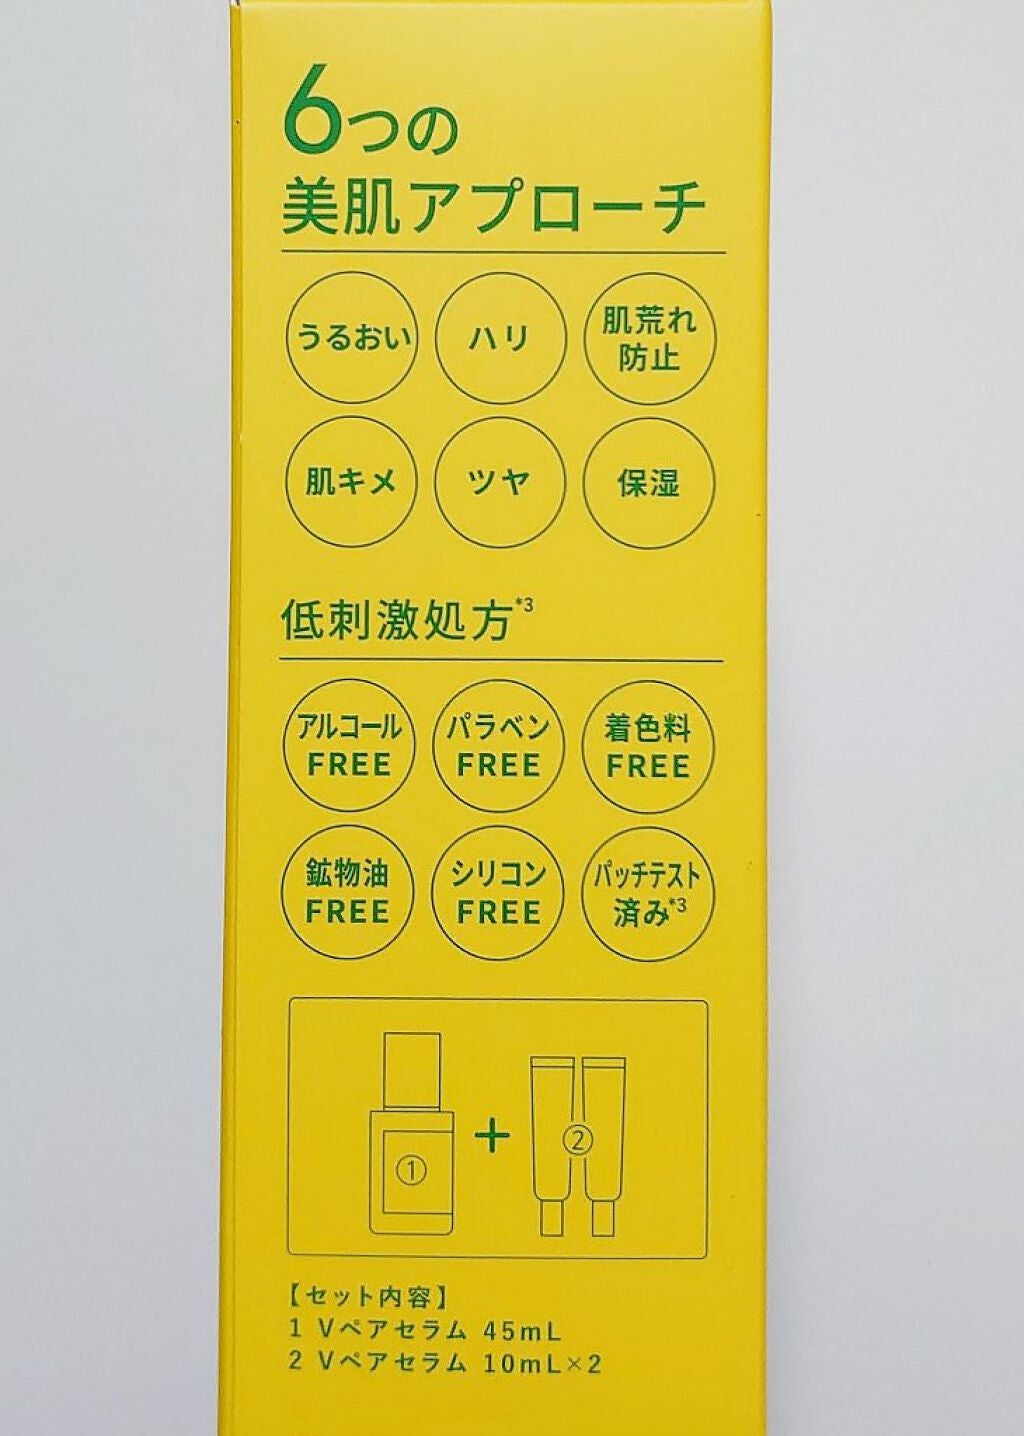 6つの
美肌アプローチ
うるおい
ハリ
肌荒れ
防止
肌キメ
ツヤ
保湿
低刺激処方*3
アルコール
FREE
パラベン
FREE
着色料
FREE
鉱物油
FREE
シリコン
FREE
パッチテスト
済み*3
①
+
②
【セット内容】
1 Vペアセラム 45mL
2 Vペアセラム 10mL×2